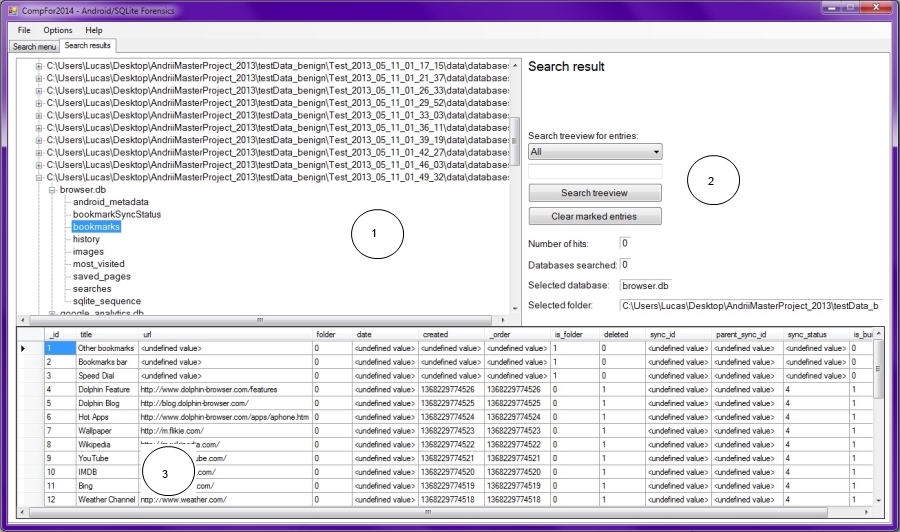 CompFor2014 - Android/SQLite Forensics
File Options Help
Search menu Search results
C:\Users\Lucas\Desktop\AndriiMasterProject_2013\testData_benign\Test_2013_05_11_01_17_15\data\databases
C:\Users\Lucas\Desktop\AndriiMasterProject_2013\testData_benign\Test_2013_05_11_01_21_37\data\databases
C:\Users\Lucas\Desktop\AndriiMasterProject_2013\testData_benign\Test_2013_05_11_01_26_33\data\databases
C:\Users\Lucas\Desktop\AndriiMasterProject_2013\testData_benign\Test_2013_05_11_01_29_52\data\databases
C:\Users\Lucas\Desktop\AndriiMasterProject_2013\testData_benign\Test_2013_05_11_01_33_03\data\databases
C:\Users\Lucas\Desktop\AndriiMasterProject_2013\testData_benign\Test_2013_05_11_01_36_11\data\databases
C:\Users\Lucas\Desktop\AndriiMasterProject_2013\testData_benign\Test_2013_05_11_01_39_19\data\databases
C:\Users\Lucas\Desktop\AndriiMasterProject_2013\testData_benign\Test_2013_05_11_01_42_27\data\databases
C:\Users\Lucas\Desktop\AndriiMasterProject_2013\testData_benign\Test_2013_05_11_01_46_03\data\databases
C:\Users\Lucas\Desktop\AndriiMasterProject_2013\testData_benign\Test_2013_05_11_01_49_32\data\databases
browser.db
android_metadata
bookmarkSyncStatus
bookmarks
history
images
most_visited
saved_pages
searches
sqlite_sequence
google_analytics.db
1
Search result
Search treeview for entries:
All
Search treeview
Clear marked entries
2
Number of hits: 0
Databases searched: 0
Selected database: browser.db
Selected folder: C:\Users\Lucas\Desktop\AndriiMasterProject_2013\testData_b
_id title url folder date created _order is_folder deleted sync_id parent_sync_id sync_status is_bui
1 Other bookmarks <undefined value> 0 <undefined value> <undefined value> <undefined value> 1 0 <undefined value> <undefined value> <undefined value> 0
2 Bookmarks bar <undefined value> 0 <undefined value> <undefined value> <undefined value> 1 0 <undefined value> <undefined value> <undefined value> 0
3 Speed Dial <undefined value> 0 <undefined value> <undefined value> <undefined value> 1 0 <undefined value> <undefined value> <undefined value> 0
4 Dolphin Feature http://www.dolphin-browser.com/features 0 <undefined value> 1368229774526 1368229774526 0 1 <undefined value> <undefined value> 4 1
5 Dolphin Blog http://blog.dolphin-browser.com/ 0 <undefined value> 1368229774525 1368229774525 0 1 <undefined value> <undefined value> 4 1
6 Hot Apps http://www.dolphin-browser.com/apps/aphone.htm 0 <undefined value> 1368229774524 1368229774524 0 1 <undefined value> <undefined value> 4 1
7 Wallpaper http://m.flikie.com/ 0 <undefined value> 1368229774523 1368229774523 0 1 <undefined value> <undefined value> 4 1
8 Wikipedia http://m.wikipedia.com/ 0 <undefined value> 1368229774522 1368229774522 0 1 <undefined value> <undefined value> 4 1
9 YouTube ube.com/ 0 <undefined value> 1368229774521 1368229774521 0 1 <undefined value> <undefined value> 4 1
10 IMDB .com/ 0 <undefined value> 1368229774520 1368229774520 0 1 <undefined value> <undefined value> 4 1
11 Bing com/ 0 <undefined value> 1368229774519 1368229774519 0 1 <undefined value> <undefined value> 4 1
12 Weather Channel http://www.weather.com/ 0 <undefined value> 1368229774518 1368229774518 0 1 <undefined value> <undefined value> 4 1
3